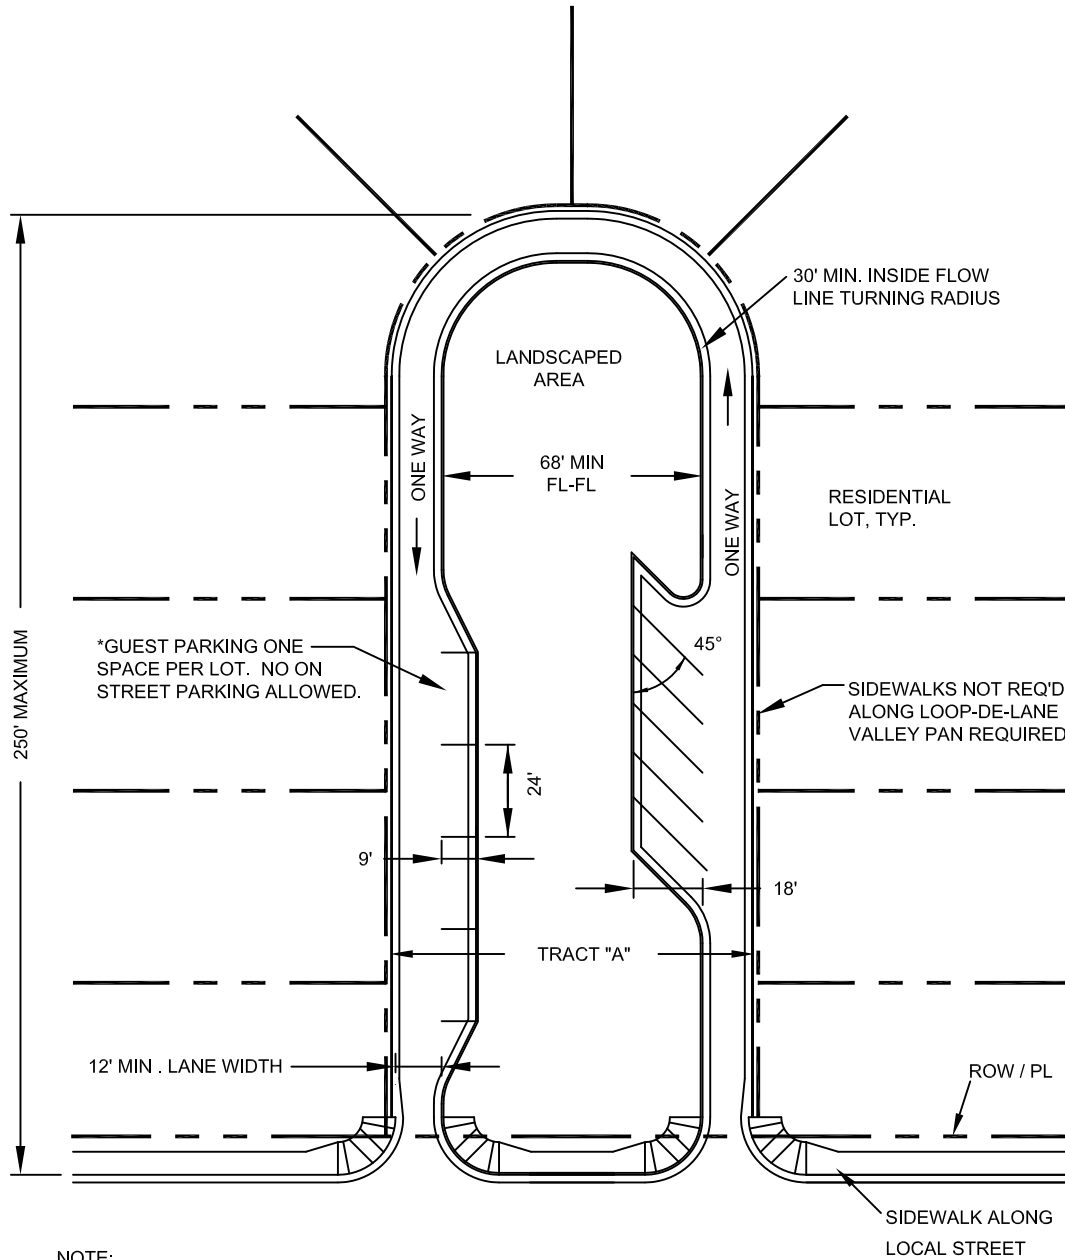 30' MIN. INSIDE FLOW
LINE TURNING RADIUS
LANDSCAPED
AREA
ONE WAY
68' MIN
FL-FL
ONE WAY
RESIDENTIAL
LOT, TYP.
250' MAXIMUM
*GUEST PARKING ONE
SPACE PER LOT. NO ON
STREET PARKING ALLOWED.
45°
SIDEWALKS NOT REQ'D
ALONG LOOP-DE-LANE
VALLEY PAN REQUIRED
24'
9'
18'
TRACT "A"
12' MIN . LANE WIDTH
ROW / PL
SIDEWALK ALONG
LOCAL STREET
NOTE: